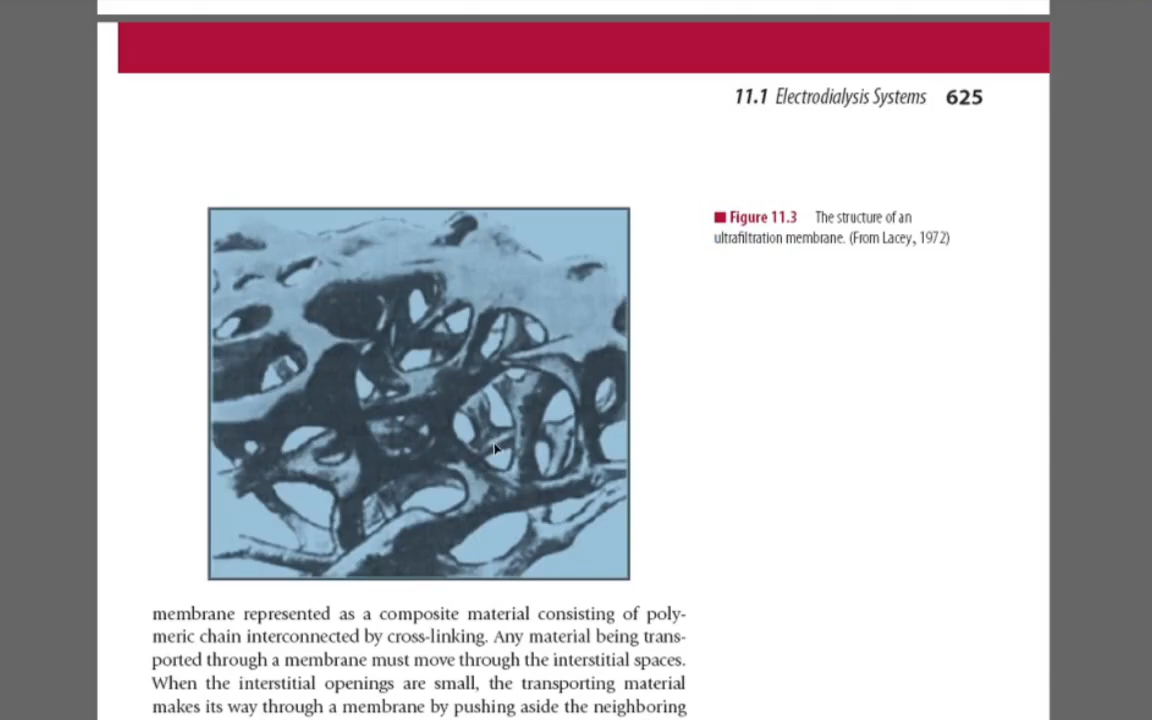 11.1 Electrodialysis Systems 625
Figure 11.3 The structure of an
ultrafiltration membrane. (From Lacey, 1972)
membrane represented as a composite material consisting of poly-
meric chain interconnected by cross-linking. Any material being trans-
ported through a membrane must move through the interstitial spaces.
When the interstitial openings are small, the transporting material
makes its way through a membrane by pushing aside the neighboring